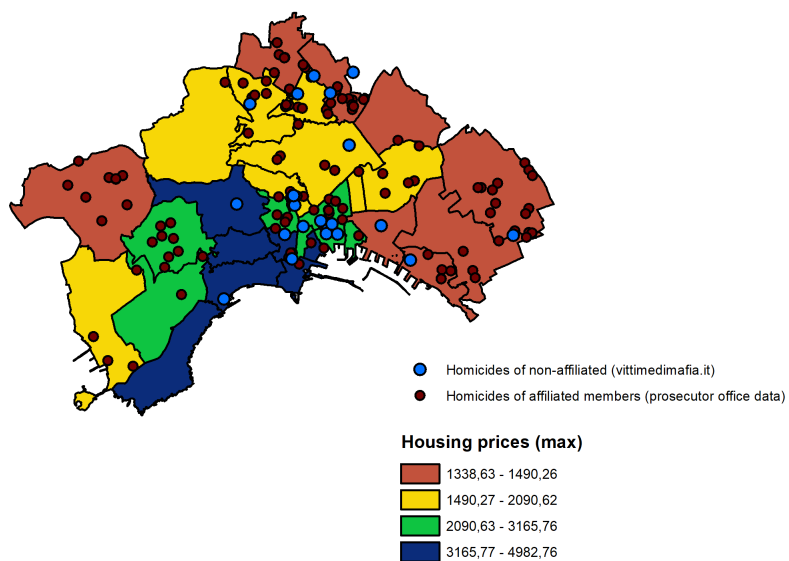 Homicides of non-affiliated (vittimedimafia.it)
Homicides of affiliated members (prosecutor office data)
Housing prices (max)
1338,63 - 1490,26
1490,27 - 2090,62
2090,63 - 3165,76
3165,77 - 4982,76